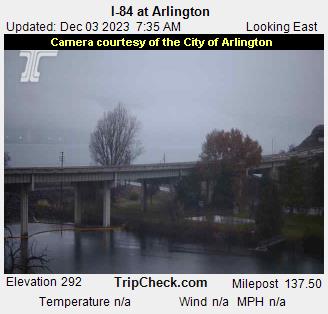 I-84 at Arlington
Updated: Dec 03 2023 7:35 AM Looking East
Camera courtesy of the City of Arlington
Elevation 292 TripCheck.com Milepost 137.50
Temperature n/a Wind n/a MPH n/a